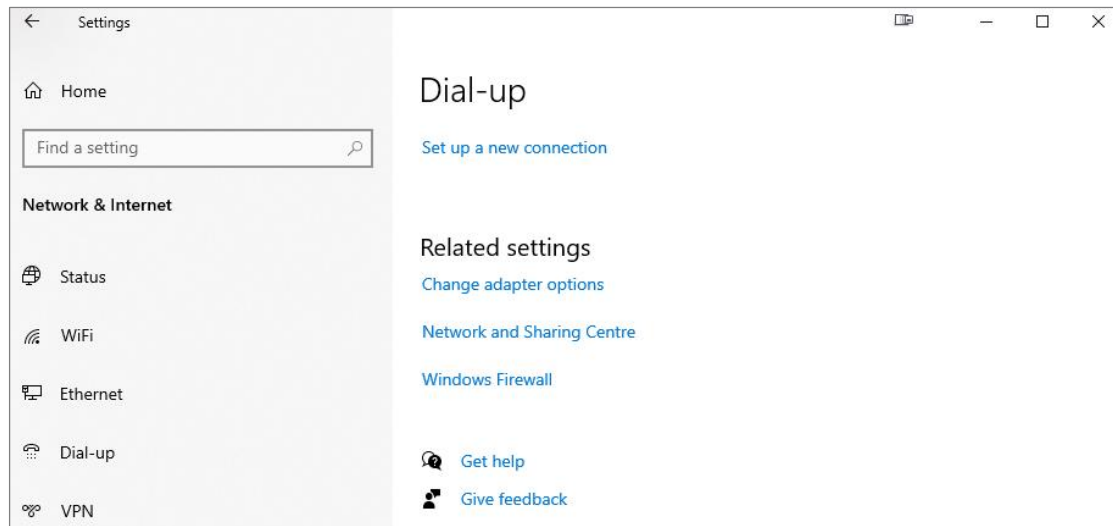 Settings
Home
Find a setting
Network & Internet
Status
WiFi
Ethernet
Dial-up
VPN
Dial-up
Set up a new connection
Related settings
Change adapter options
Network and Sharing Centre
Windows Firewall
Get help
Give feedback